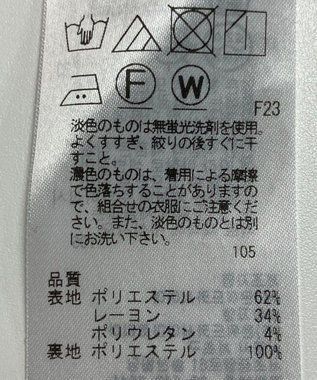 F
W
F23
淡色のものは無蛍光洗剤を使用。
よくすすぎ、絞りの後すぐに干
すこと。
濃色のものは、着用による摩擦
で色落ちすることがありますの
で、組合せの衣服にご注意くだ
さい。また、淡色のものとは別
にお洗い下さい。
105
品質
表地 ポリエステル 62%
レーヨン 34%
ポリウレタン 4%
裏地 ポリエステル 100%